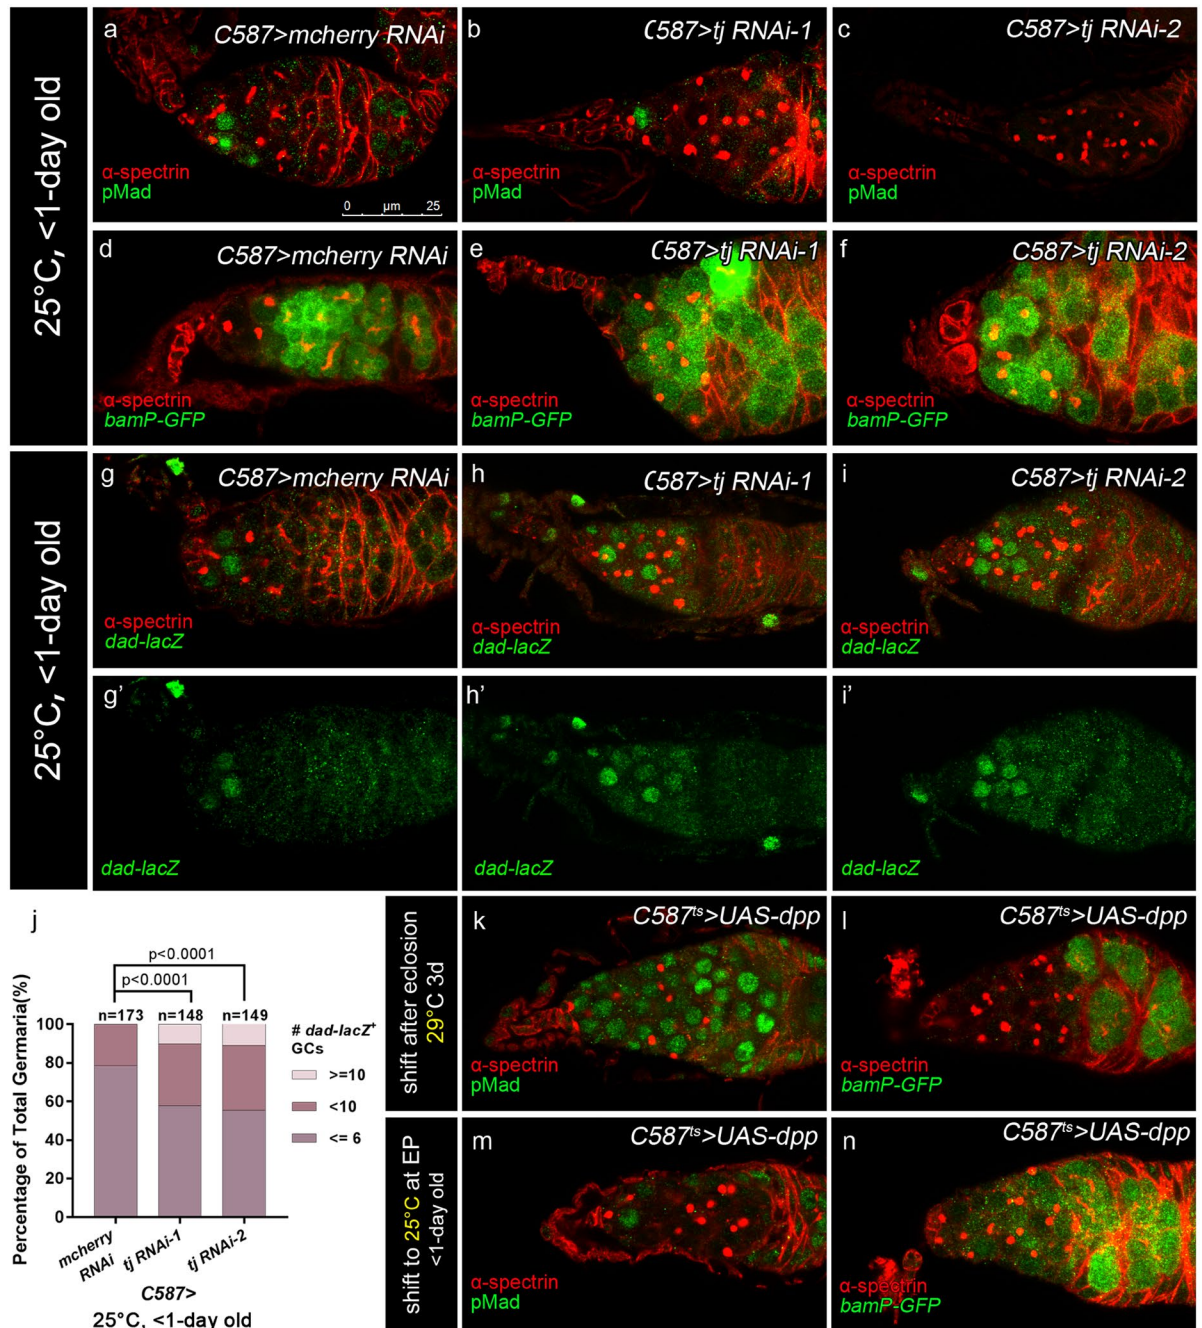 25°C, <1-day old
a
C587>mcherry RNAi
α-spectrin
pMad
0 µm 25
b
C587>tj RNAi-1
α-spectrin
pMad
c
C587>tj RNAi-2
α-spectrin
pMad
d
C587>mcherry RNAi
α-spectrin
bamP-GFP
e
C587>tj RNAi-1
α-spectrin
bamP-GFP
f
C587>tj RNAi-2
α-spectrin
bamP-GFP
25°C, <1-day old
g
C587>mcherry RNAi
α-spectrin
dad-lacZ
h
C587>tj RNAi-1
α-spectrin
dad-lacZ
i
C587>tj RNAi-2
α-spectrin
dad-lacZ
g'
dad-lacZ
h'
dad-lacZ
i'
dad-lacZ
j
p<0.0001
p<0.0001
n=173 n=148 n=149
Percentage of Total Germaria(%)
100
80
60
40
20
0
# dad-lacZ+
GCs
>=10
<10
<= 6
mcherry
RNAi
tj RNAi-1
tj RNAi-2
C587>
25°C, <1-day old
shift after eclosion
29°C 3d
k
C587ts>UAS-dpp
α-spectrin
pMad
l
C587ts>UAS-dpp
α-spectrin
bamP-GFP
shift to 25°C at EP
<1-day old
m
C587ts>UAS-dpp
α-spectrin
pMad
n
C587ts>UAS-dpp
α-spectrin
bamP-GFP